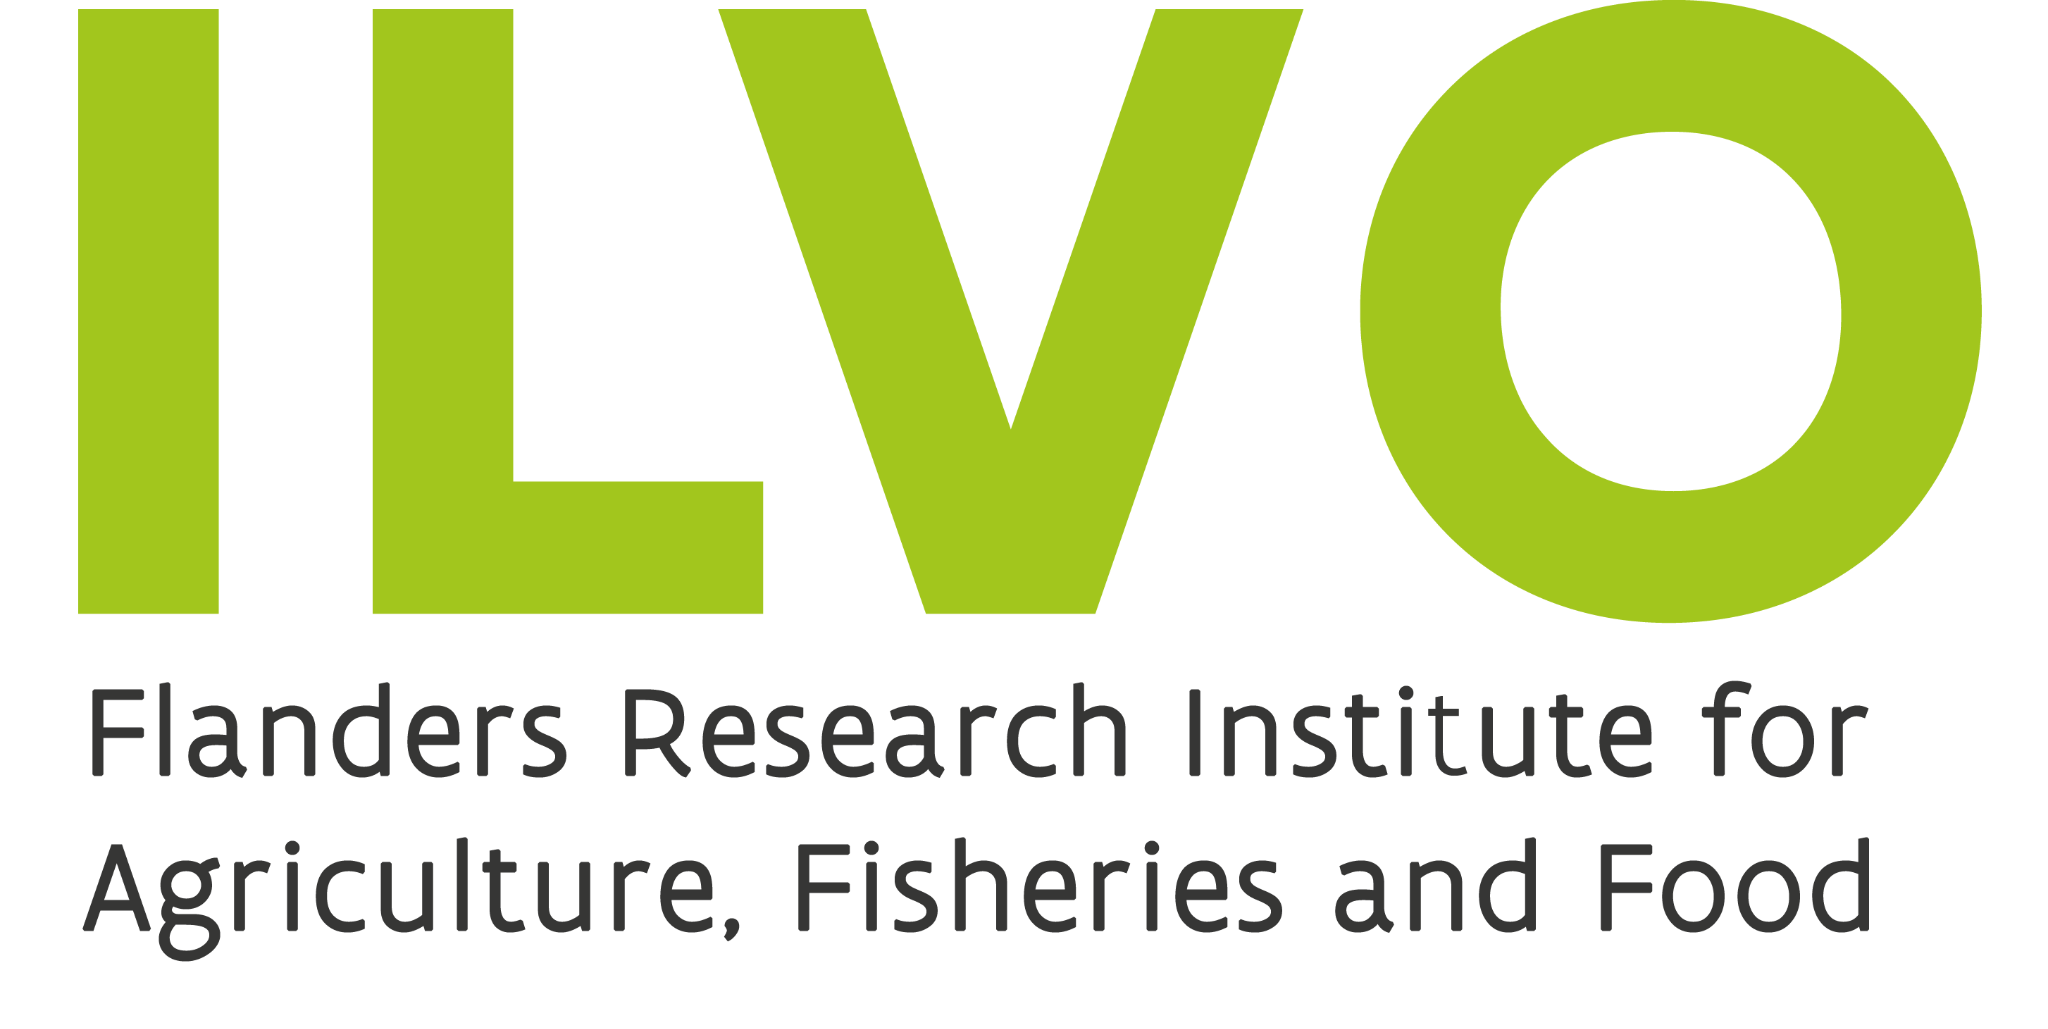 ILVO
Flanders Research Institute for
Agriculture, Fisheries and Food